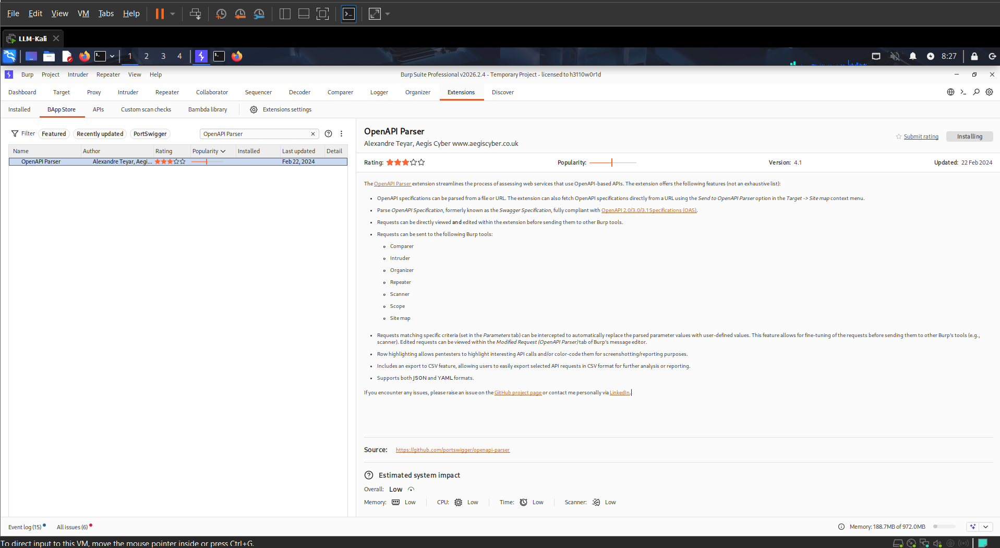 File Edit View VM Tabs Help
LLM-Kali
1 2 3 4 8:27
Burp Project Intruder Repeater View Help Burp Suite Professional v2026.2.4 - Temporary Project - licensed to h3110w0r1d
Dashboard Target Proxy Intruder Repeater Collaborator Sequencer Decoder Comparer Logger Organizer Extensions Discover
Installed BApp Store APIs Custom scan checks Bambda library Extensions settings
Filter Featured Recently updated PortSwigger OpenAPI Parser
Name Author Rating Popularity Installed Last updated Detail
OpenAPI Parser Alexandre Teyar, Aegi... Feb 22, 2024
OpenAPI Parser
Alexandre Teyar, Aegis Cyber www.aegiscyber.co.uk
Submit rating Installing
Rating: Popularity: Version: 4.1 Updated: 22 Feb 2024
The OpenAPI Parser extension streamlines the process of assessing web services that use OpenAPI-based APIs. The extension offers the following features (not an exhaustive list):
• OpenAPI specifications can be parsed from a file or URL. The extension can also fetch OpenAPI specifications directly from a URL using the Send to OpenAPI Parser option in the Target -> Site map context menu.
• Parse OpenAPI Specification, formerly known as the Swagger Specification, fully compliant with OpenAPI 2.0/3.0/3.1 Specifications (OAS).
• Requests can be directly viewed and edited within the extension before sending them to other Burp tools.
• Requests can be sent to the following Burp tools:
Comparer
Intruder
Organizer
Repeater
Scanner
Scope
Site map
• Requests matching specific criteria (set in the Parameters tab) can be intercepted to automatically replace the parsed parameter values with user-defined values. This feature allows for fine-tuning of the requests before sending them to other Burp's tools (e.g.,
scanner). Edited requests can be viewed within the Modified Request (OpenAPI Parser) tab of Burp's message editor.
• Row highlighting allows pentesters to highlight interesting API calls and/or color-code them for screenshotting/reporting purposes.
• Includes an export to CSV feature, allowing users to easily export selected API requests in CSV format for further analysis or reporting.
• Supports both JSON and YAML formats.
If you encounter any issues, please raise an issue on the GitHub project page or contact me personally via LinkedIn.
Source: https://github.com/portswigger/openapi-parser
Estimated system impact
Overall: Low
Memory: Low CPU: Low Time: Low Scanner: Low
Event log (15) All issues (6) Memory: 188.7MB of 972.0MB
To direct input to this VM, move the mouse pointer inside or press Ctrl+G.